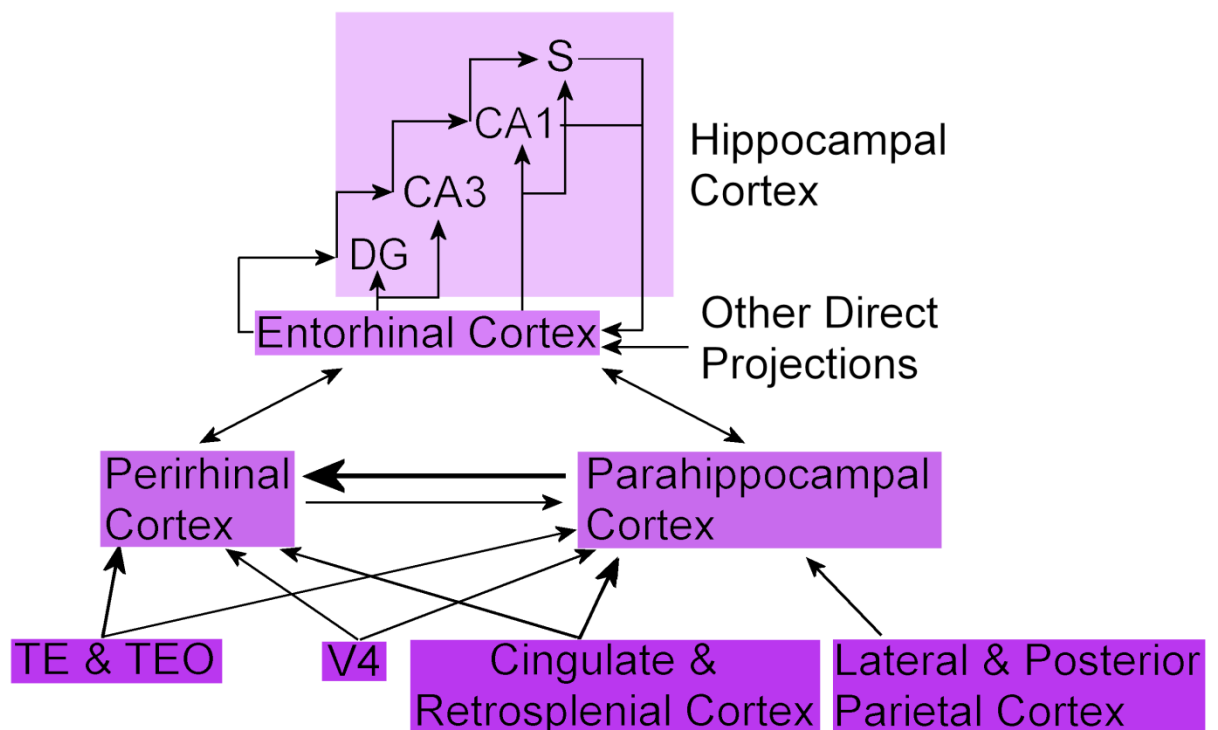 S
CA1
Hippocampal
Cortex
CA3
DG
Entorhinal Cortex
Other Direct
Projections
Perirhinal
Cortex
Parahippocampal
Cortex
TE & TEO
V4
Cingulate &
Retrosplenial Cortex
Lateral & Posterior
Parietal Cortex